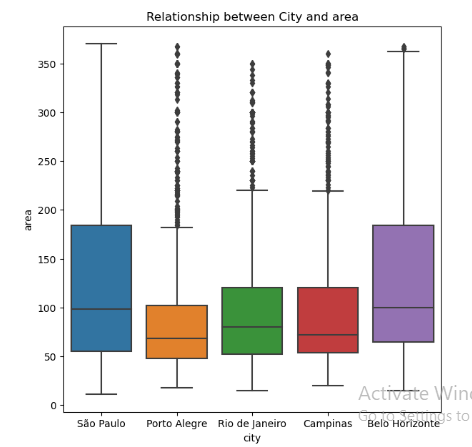 Relationship between City and area
area
350
300
250
200
150
100
50
0
São Paulo Porto Alegre Rio de Janeiro Campinas Belo Horizonte
city
Activate Wind
Go to Settings to